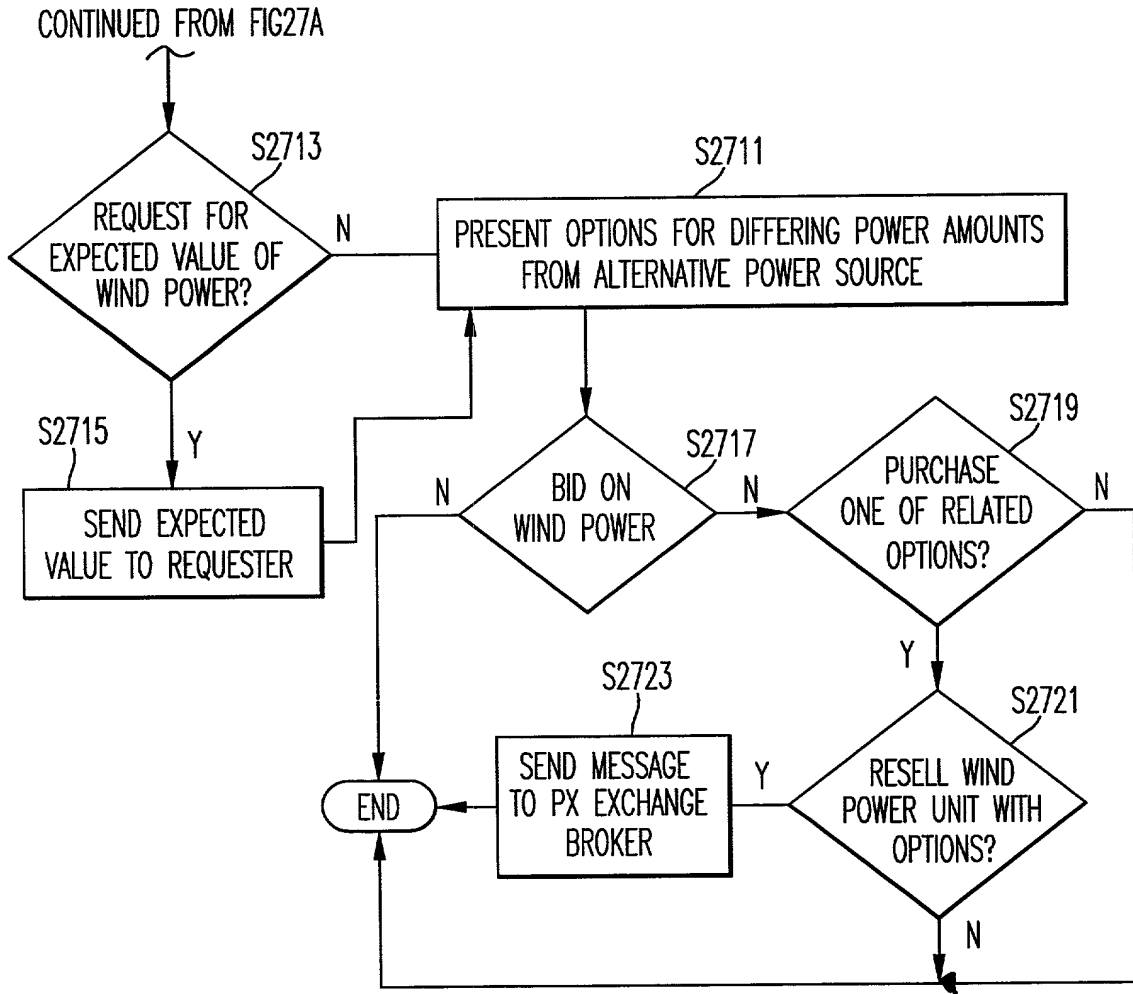 CONTINUED FROM FIG27A
S2713
REQUEST FOR
EXPECTED VALUE OF
WIND POWER?
N
Y
S2711
PRESENT OPTIONS FOR DIFFERING POWER AMOUNTS
FROM ALTERNATIVE POWER SOURCE
S2715
SEND EXPECTED
VALUE TO REQUESTER
S2717
N
BID ON
WIND POWER
N
S2719
PURCHASE
ONE OF RELATED
OPTIONS?
N
Y
S2721
RESELL WIND
POWER UNIT WITH
OPTIONS?
Y
N
S2723
SEND MESSAGE
TO PX EXCHANGE
BROKER
END